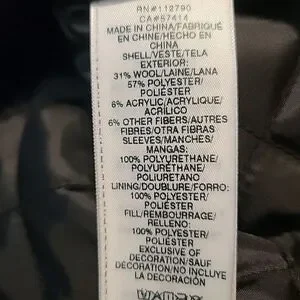 RN#112790
CA#57414
MADE IN CHINA/FABRIQUÉ
EN CHINE/HECHO EN
CHINA
SHELL/VESTE/TELA
EXTERIOR:
31% WOOL/LAINE/LANA
57% POLYESTER/
POLIÉSTER
6% ACRYLIC/ACRYLIQUE/
ACRÍLICO
6% OTHER FIBERS/AUTRES
FIBRES/OTRA FIBRAS
SLEEVES/MANCHES/
MANGAS:
100% POLYURETHANE/
POLYURÉTHANE/
POLIURETANO
LINING/DOUBLURE/FORRO:
100% POLYESTER/
POLIÉSTER
FILL/REMBOURRAGE/
RELLENO:
100% POLYESTER/
POLIÉSTER
EXCLUSIVE OF
DECORATION/SAUF
DÉCORATION/NO INCLUYE
LA DECORACIÓN